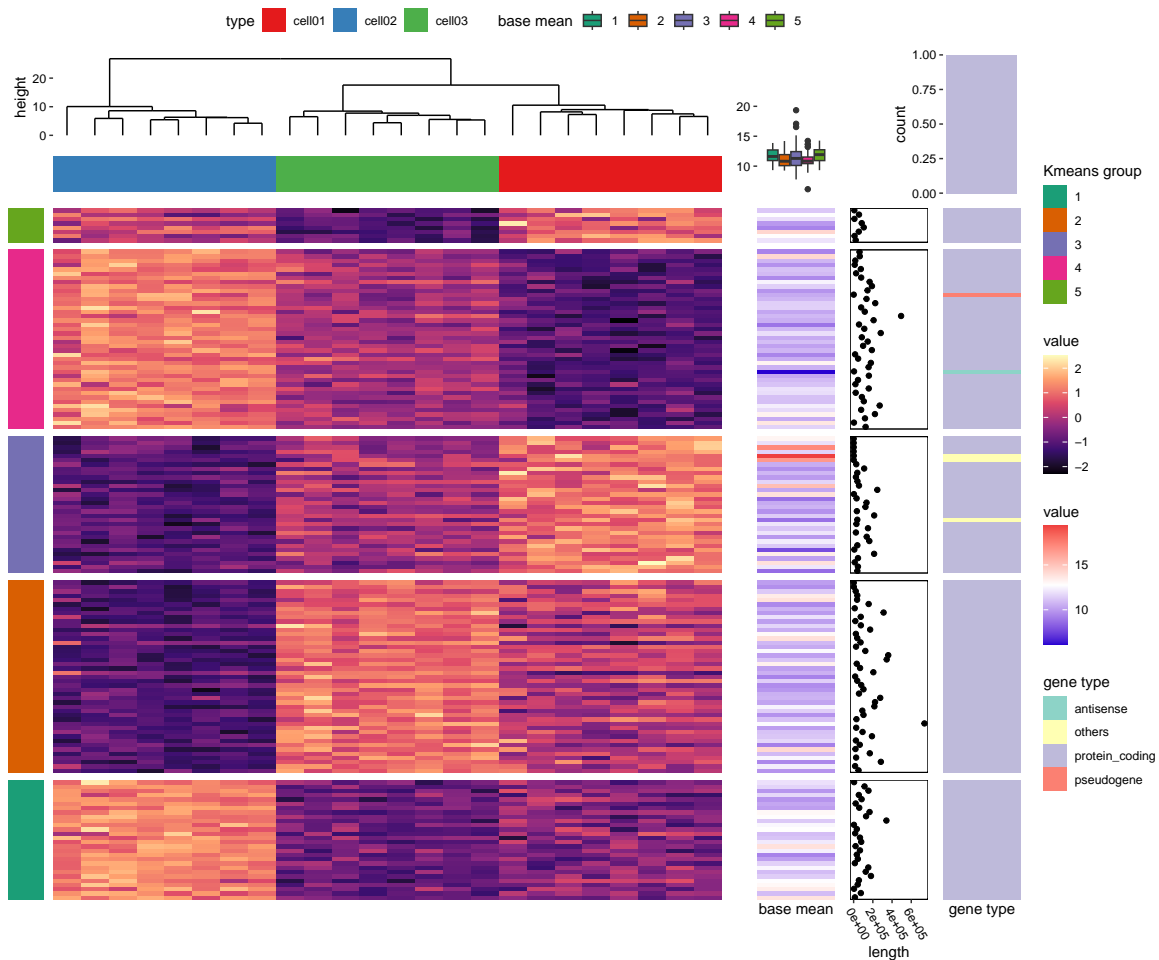 type cell01 cell02 cell03 base mean 1 2 3 4 5
height
20
10
0
20
15
10
count
1.00
0.75
0.50
0.25
0.00
Kmeans group
1
2
3
4
5
value
2
1
0
−1
−2
value
15
10
gene type
antisense
others
protein_coding
pseudogene
base mean
0e+00
2e+05
4e+05
6e+05
length
gene type